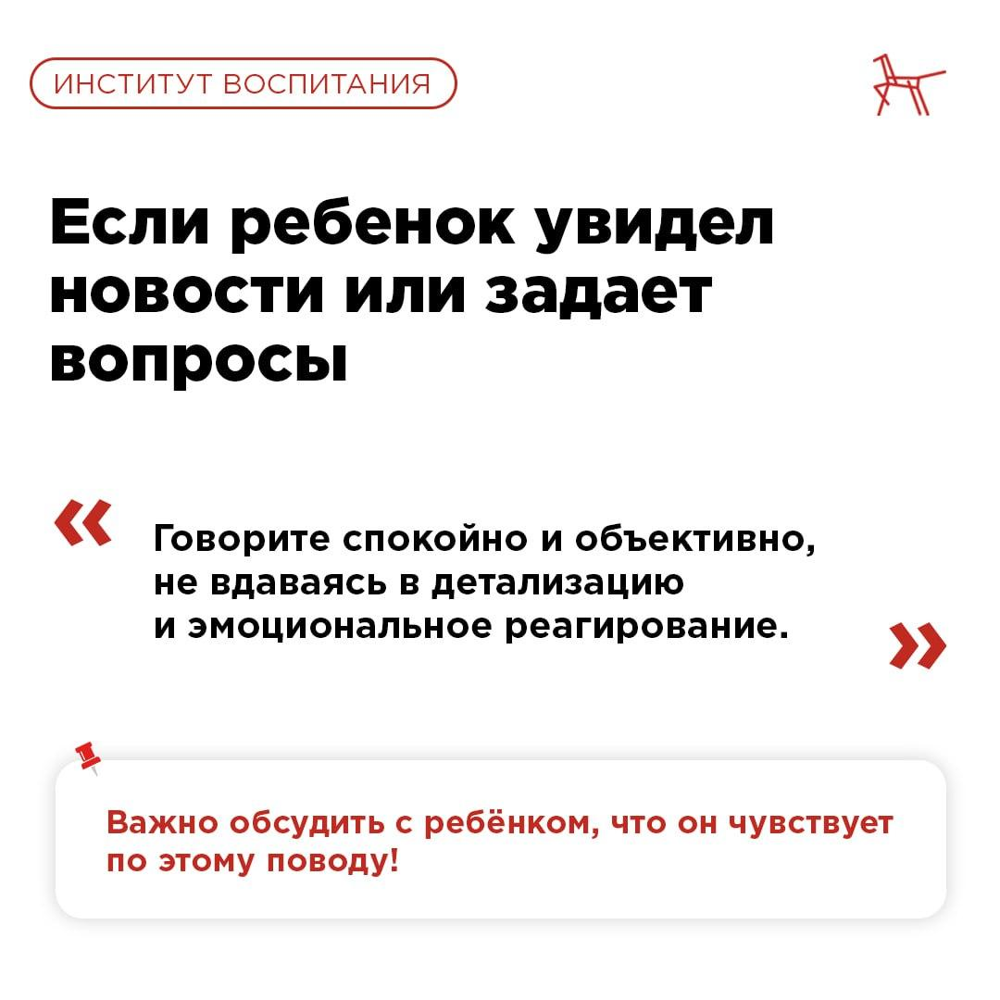 ИНСТИТУТ ВОСПИТАНИЯ
Если ребенок увидел
новости или задает
вопросы
«
Говорите спокойно и объективно,
не вдаваясь в детализацию
и эмоциональное реагирование.
»
Важно обсудить с ребёнком, что он чувствует
по этому поводу!